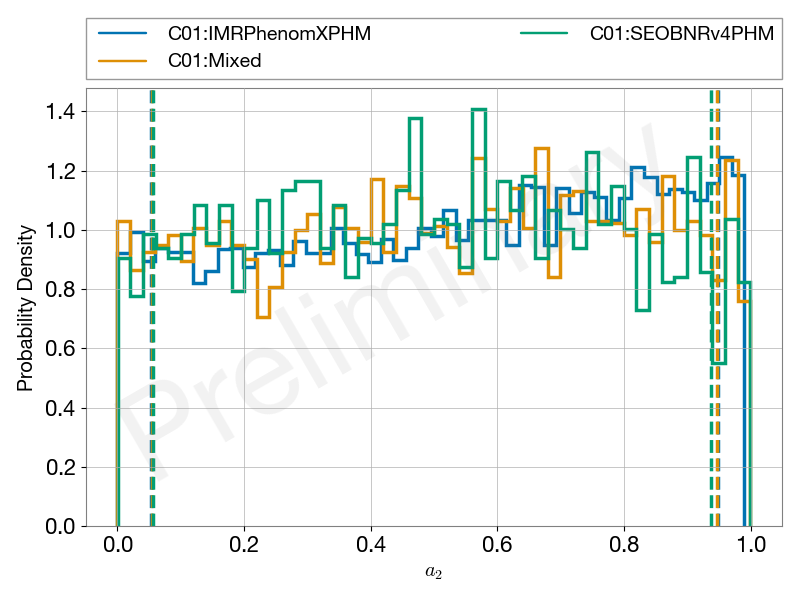 C01:IMRPhenomXPHM
C01:Mixed
C01:SEOBNRv4PHM
1.4
1.2
1.0
0.8
0.6
0.4
0.2
0.0
Probability Density
Preliminary
0.0 0.2 0.4 0.6 0.8 1.0
a₂